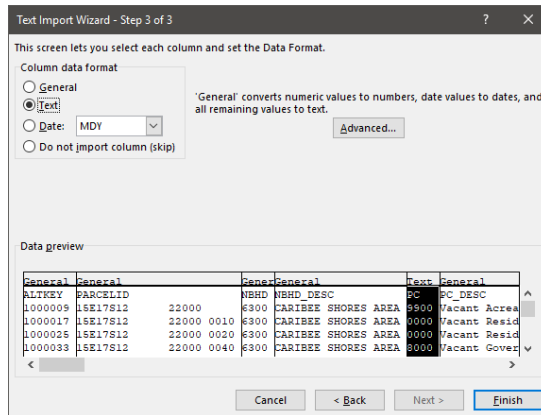 Text Import Wizard - Step 3 of 3 ? ×
This screen lets you select each column and set the Data Format.
Column data format
General
Text
Date: MDY
Do not import column (skip)
'General' converts numeric values to numbers, date values to dates, and
all remaining values to text.
Advanced...
Data preview
General General GenerGeneral Text General
ALTKEY PARCELID NBHD NBHD_DESC PC PC_DESC
1000009 15E17S12 22000 6300 CARIBEE SHORES AREA 9900 Vacant Acrea
1000017 15E17S12 22000 0010 6300 CARIBEE SHORES AREA 0000 Vacant Resid
1000025 15E17S12 22000 0020 6300 CARIBEE SHORES AREA 0000 Vacant Resid
1000033 15E17S12 22000 0040 6300 CARIBEE SHORES AREA 8000 Vacant Gover
Cancel < Back Next > Finish